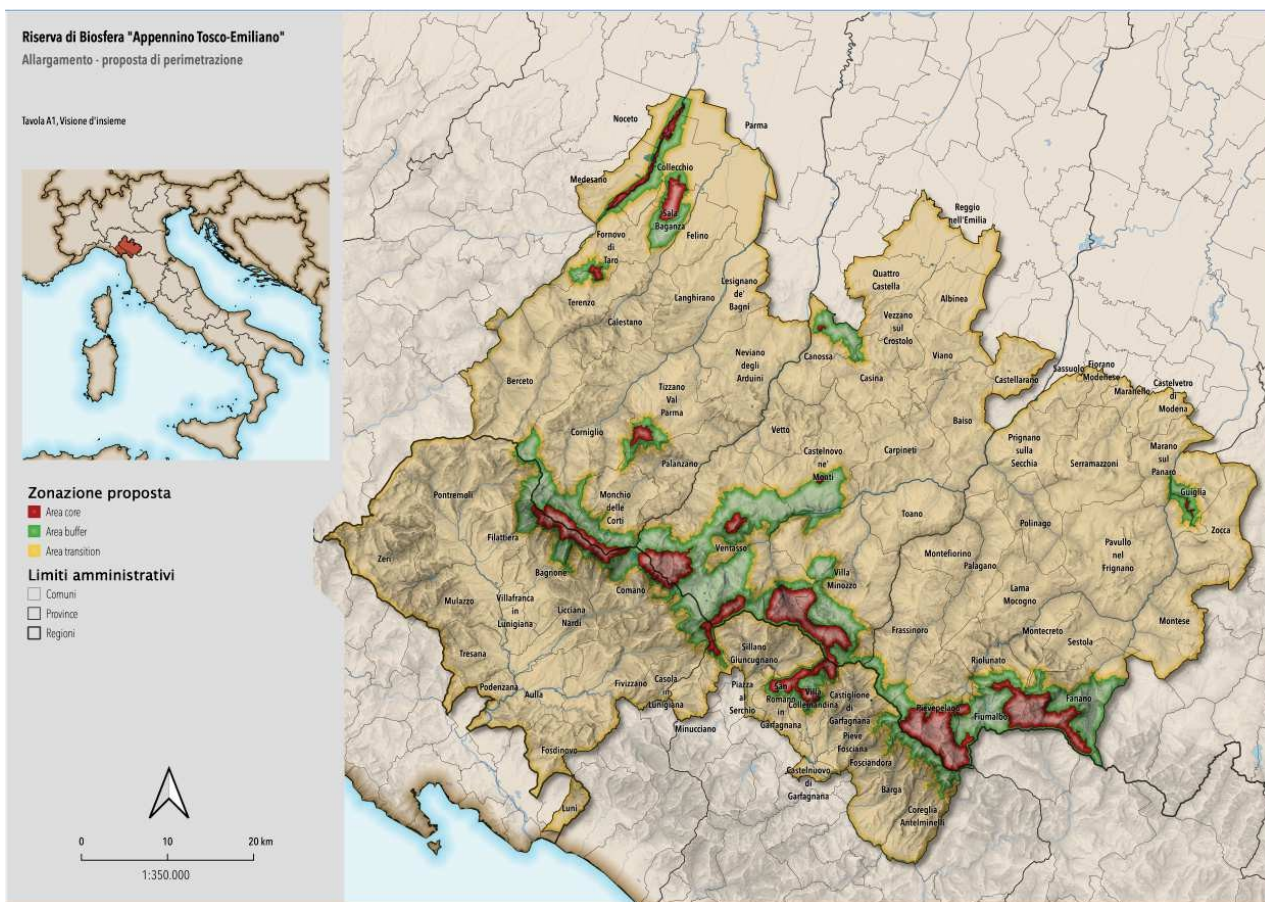 Riserva di Biosfera "Appennino Tosco-Emiliano"
Allargamento - proposta di perimetrazione
Tavola A1, Visione d'insieme
Zonazione proposta
Area core
Area buffer
Area transition
Limiti amministrativi
Comuni
Province
Regioni
0
10
20 km
1:350.000
Noceto
Parma
Collecchio
Medesano
Sala
Baganza
Felino
Fornovo
di
Taro
Terenzo
Calestano
Langhirano
Lesignano
de'
Bagni
Reggio
nell'Emilia
Quattro
Castella
Albinea
Vezzano
sul
Crostolo
Viano
Canossa
Casina
Castellarano
Sassuolo
Fiorano
Modenese
Maranello
Castelvetro
di
Modena
Neviano
degli
Arduini
Berceto
Tizzano
Val
Parma
Corniglio
Palanzano
Vetto
Castelnovo
ne'
Monti
Carpineti
Baiso
Prignano
sulla
Secchia
Serramazzoni
Marano
sul
Panaro
Guiglia
Zocca
Pontremoli
Monchio
delle
Corti
Toano
Polinago
Filattiera
Ventasso
Zeri
Bagnone
Comano
Villa
Minozzo
Montefiorino
Palagano
Pavullo
nel
Frignano
Mulazzo
Villafranca
in
Lunigiana
Licciana
Nardi
Lama
Mocogno
Montese
Frassinoro
Montecreto
Sestola
Riolunato
Tresana
Sillano
Giuncugnano
Podenzana
Aulla
Fivizzano
Casola
in
Lunigiana
Piazza
al
Serchio
San
Romano
in
Garfagnana
Villa
Collemandina
Castiglione
di
Garfagnana
Pieve
Fosciana
Fosciandora
Pievepelago
Fiumalbo
Fanano
Minucciano
Fosdinovo
Castelnuovo
di
Garfagnana
Barga
Coreglia
Antelminelli
Luni